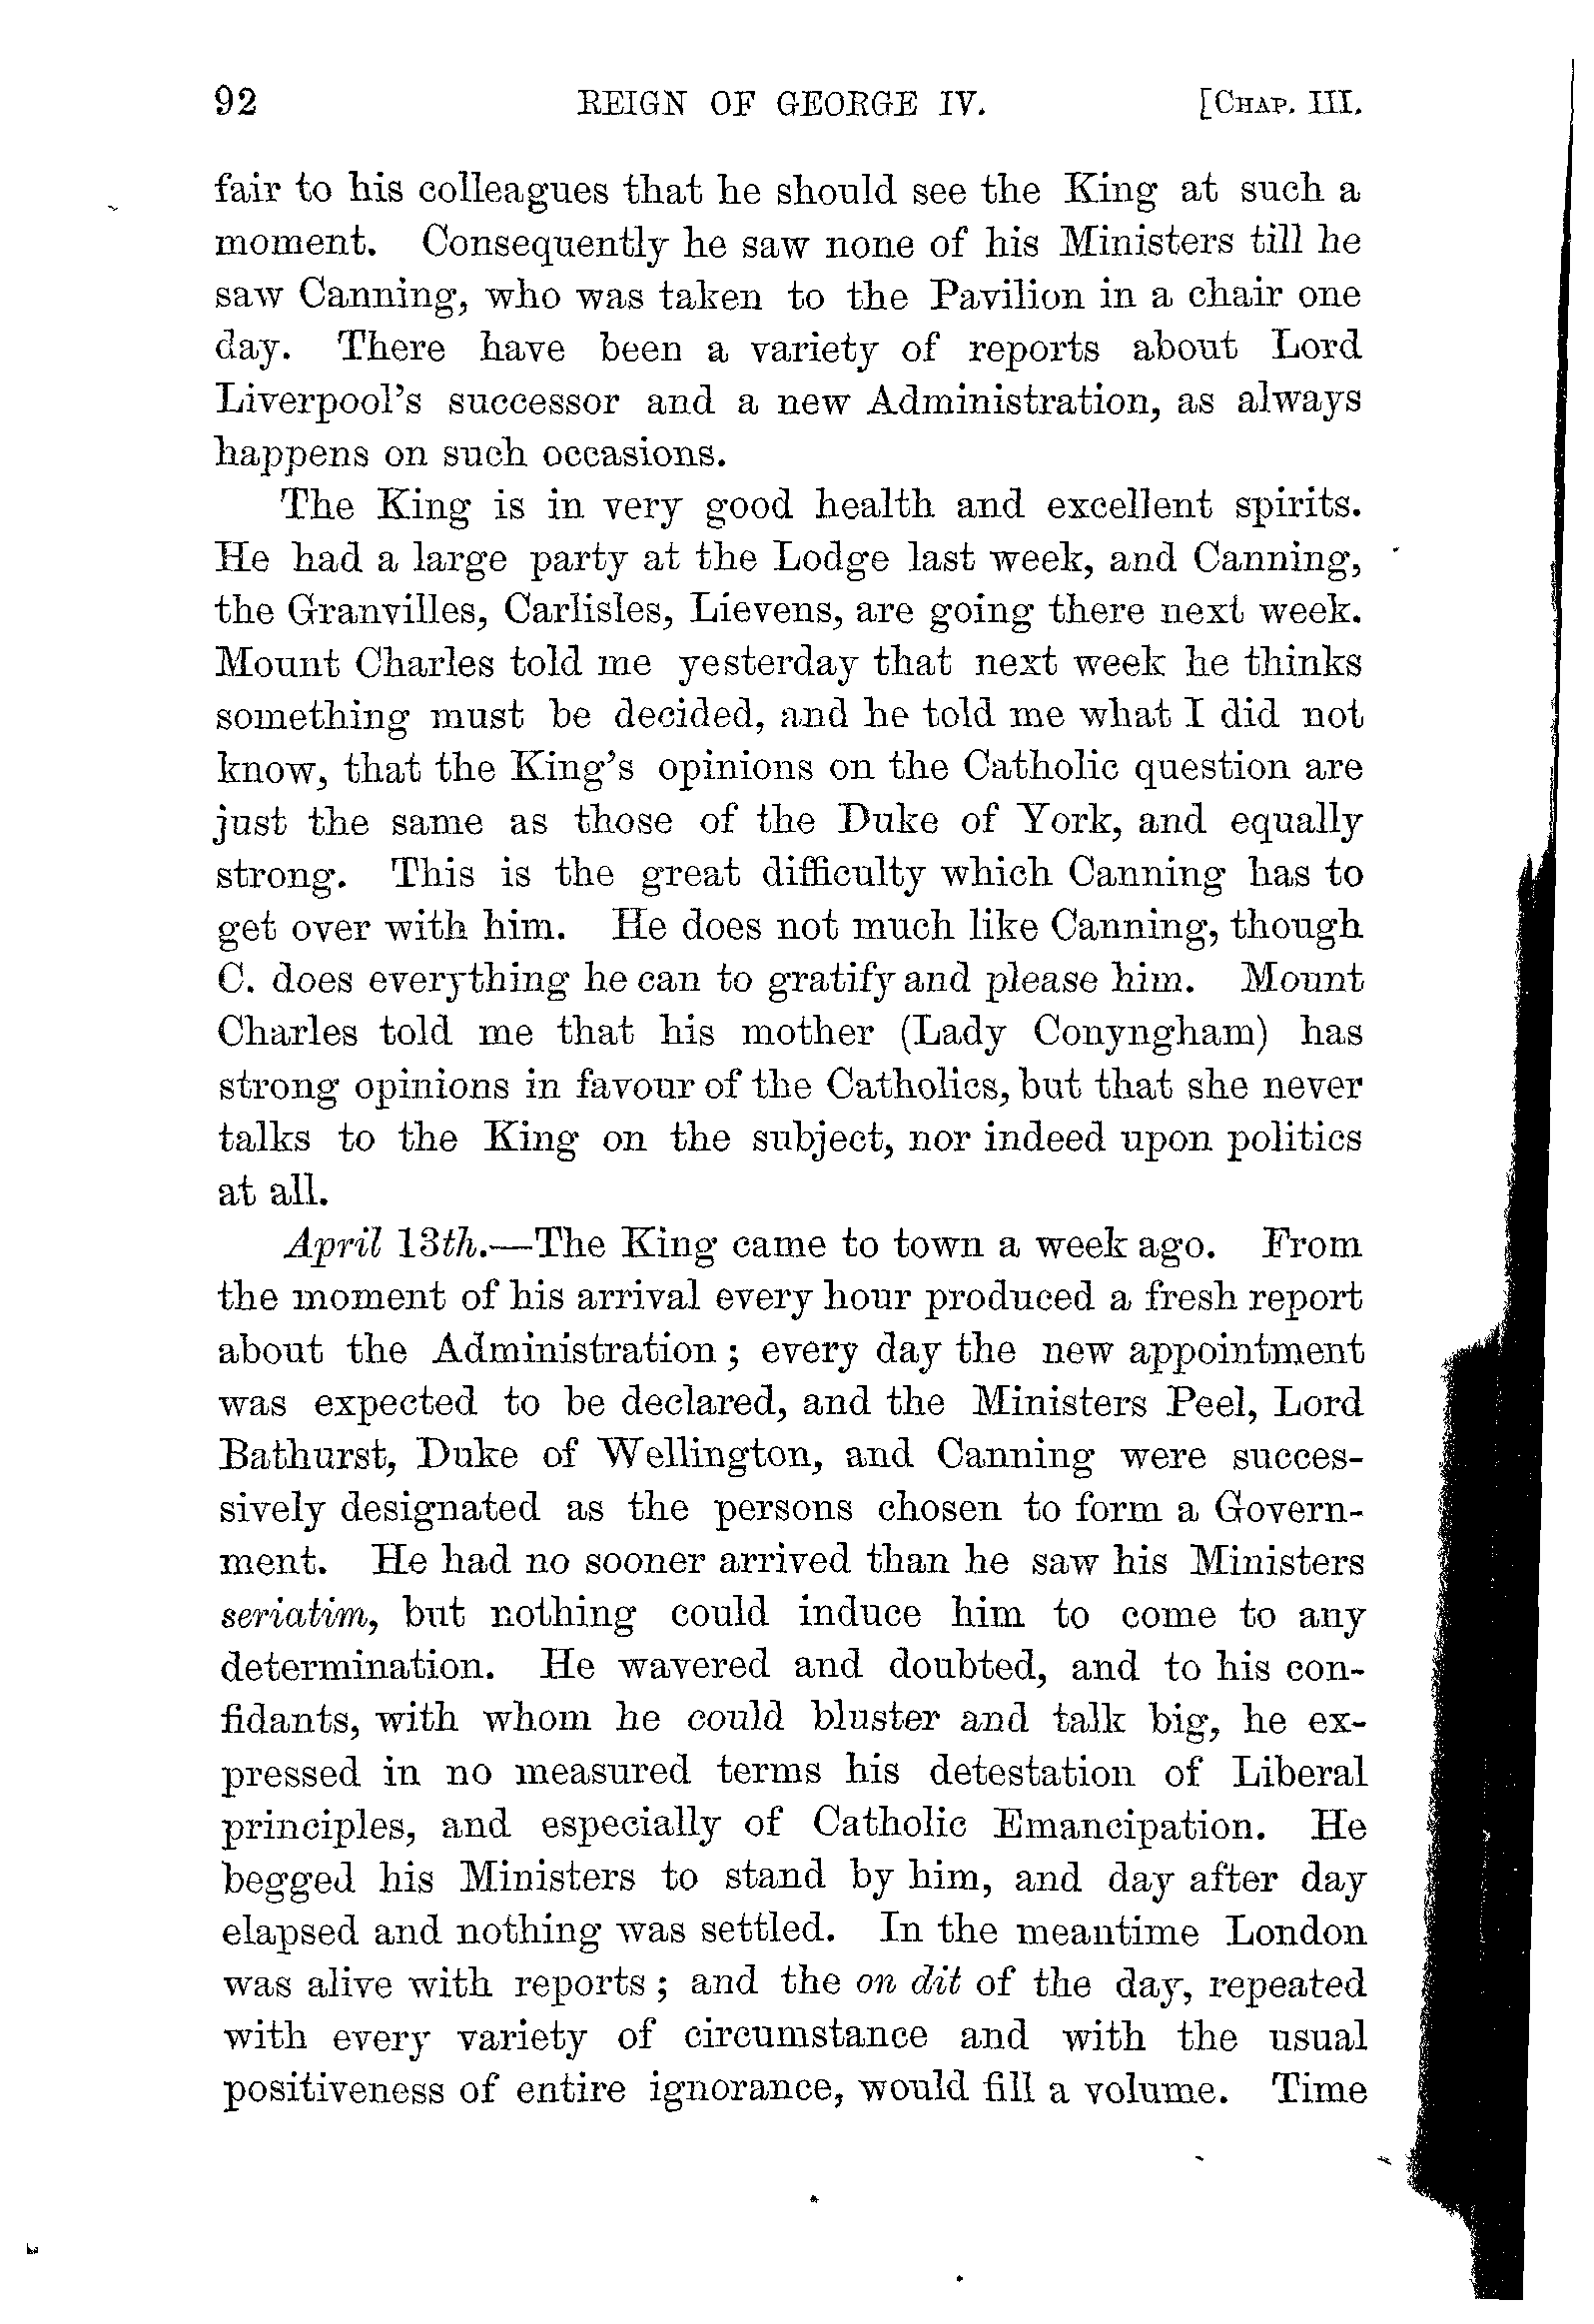 92 REIGN OF GEORGE IV. [CHAP. III.
fair to his colleagues that he should see the King at such a
moment. Consequently he saw none of his Ministers till he
saw Canning, who was taken to the Pavilion in a chair one
day. There have been a variety of reports about Lord
Liverpool's successor and a new Administration, as always
happens on such occasions.
The King is in very good health and excellent spirits.
He had a large party at the Lodge last week, and Canning,
the Granvilles, Carlisles, Lievens, are going there next week.
Mount Charles told me yesterday that next week he thinks
something must be decided, and he told me what I did not
know, that the King's opinions on the Catholic question are
just the same as those of the Duke of York, and equally
strong. This is the great difficulty which Canning has to
get over with him. He does not much like Canning, though
C. does everything he can to gratify and please him. Mount
Charles told me that his mother (Lady Conyngham) has
strong opinions in favour of the Catholics, but that she never
talks to the King on the subject, nor indeed upon politics
at all.
April 13th.—The King came to town a week ago. From
the moment of his arrival every hour produced a fresh report
about the Administration; every day the new appointment
was expected to be declared, and the Ministers Peel, Lord
Bathurst, Duke of Wellington, and Canning were succes-
sively designated as the persons chosen to form a Govern-
ment. He had no sooner arrived than he saw his Ministers
seriatim, but nothing could induce him to come to any
determination. He wavered and doubted, and to his con-
fidants, with whom he could bluster and talk big, he ex-
pressed in no measured terms his detestation of Liberal
principles, and especially of Catholic Emancipation. He
begged his Ministers to stand by him, and day after day
elapsed and nothing was settled. In the meantime London
was alive with reports; and the on dit of the day, repeated
with every variety of circumstance and with the usual
positiveness of entire ignorance, would fill a volume. Time